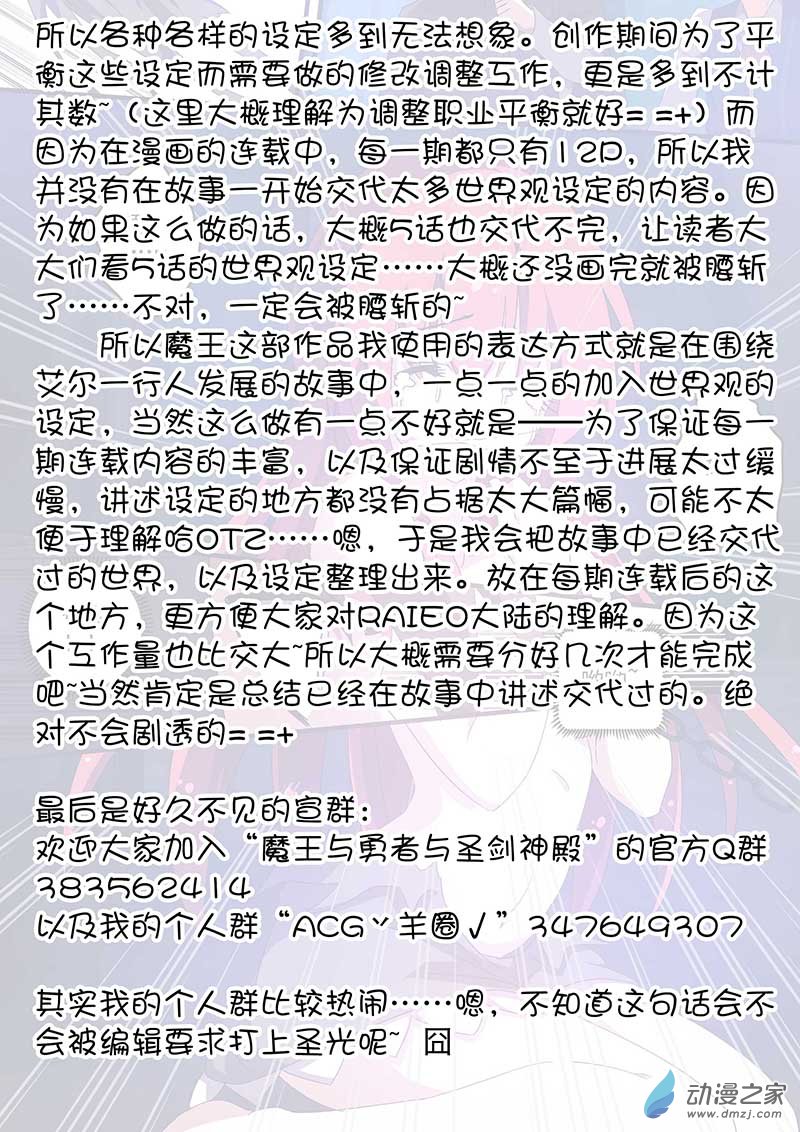 所以各种各样的设定多到无法想象。创作期间为了平
衡这些设定而需要做的修改调整工作，更是多到不计
其数~（这里大概理解为调整职业平衡就好= =+）而
因为在漫画的连载中，每一期都只有12P，所以我
并没有在故事一开始交代太多世界观设定的内容。因
为如果这么做的话，大概5话也交代不完，让读者大
大们看5话的世界观设定……大概还没画完就被腰斩
了……不对，一定会被腰斩的~
所以魔王这部作品我使用的表达方式就是在围绕
艾尔一行人发展的故事中，一点一点的加入世界观的
设定，当然这么做有一点不好就是——为了保证每一
期连载内容的丰富，以及保证剧情不至于进展太过缓
慢，讲述设定的地方都没有占据太大篇幅，可能不太
便于理解哈OTZ……嗯，于是我会把故事中已经交代
过的世界，以及设定整理出来。放在每期连载后的这
个地方，更方便大家对RAIEO大陆的理解。因为这
个工作量也比交大~所以大概需要分好几次才能完成
吧~当然肯定是总结已经在故事中讲述交代过的。绝
对不会剧透的= =+
最后是好久不见的宣群：
欢迎大家加入“魔王与勇者与圣剑神殿”的官方Q群
383562414
以及我的个人群“ACG丷羊圈√”347649307
其实我的个人群比较热闹……嗯，不知道这句话会不
会被编辑要求打上圣光呢~ 囧
动漫之家
www.dmzj.com